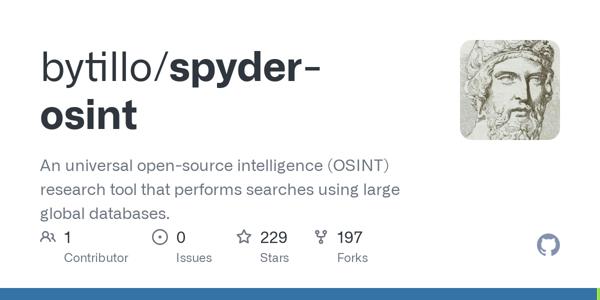 bytillo/spyder-
osint
An universal open-source intelligence (OSINT)
research tool that performs searches using large
global databases.
1 0 229 197
Contributor Issues Stars Forks